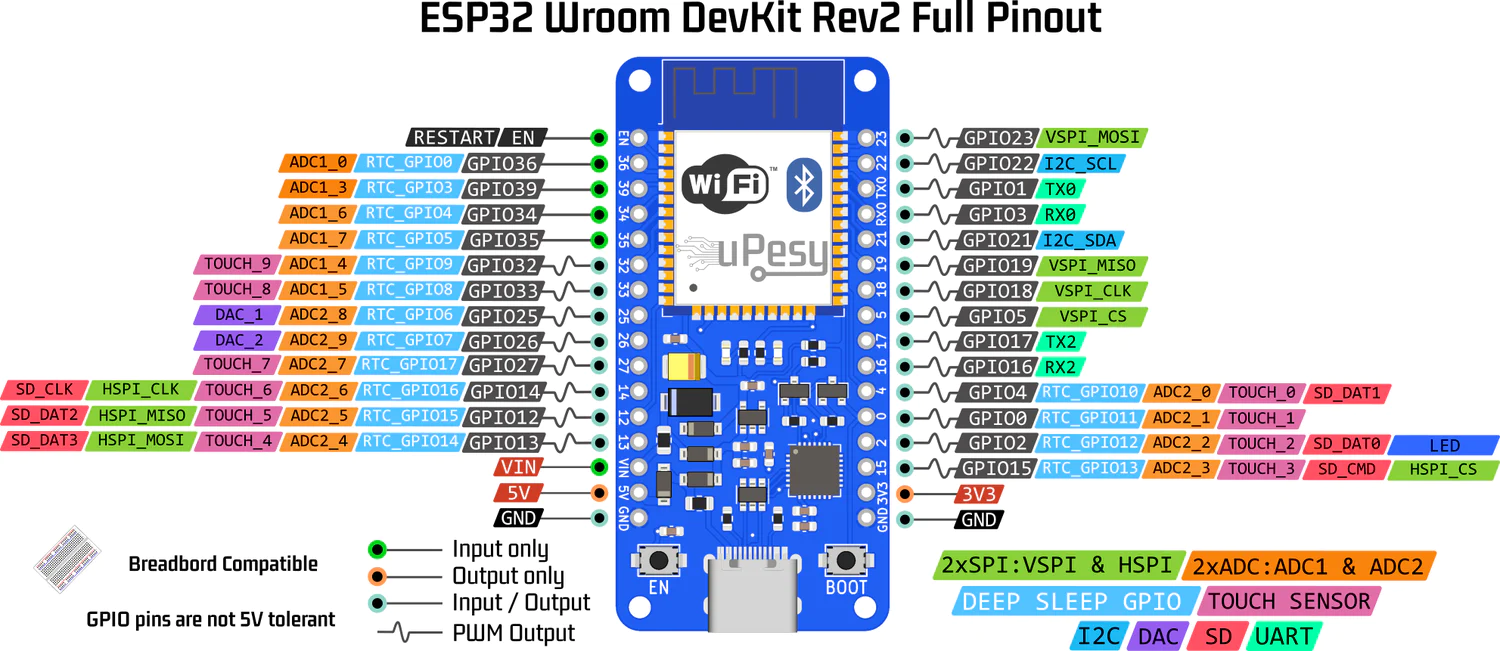 ESP32 Wroom DevKit Rev2 Full Pinout
RESTART EN
ADC1_0 RTC_GPIO0 GPIO36
ADC1_3 RTC_GPIO3 GPIO39
ADC1_6 RTC_GPIO4 GPIO34
ADC1_7 RTC_GPIO5 GPIO35
TOUCH_9 ADC1_4 RTC_GPIO9 GPIO32
TOUCH_8 ADC1_5 RTC_GPIO8 GPIO33
DAC_1 ADC2_8 RTC_GPIO6 GPIO25
DAC_2 ADC2_9 RTC_GPIO7 GPIO26
TOUCH_7 ADC2_7 RTC_GPIO17 GPIO27
SD_CLK HSPI_CLK TOUCH_6 ADC2_6 RTC_GPIO16 GPIO14
SD_DAT2 HSPI_MISO TOUCH_5 ADC2_5 RTC_GPIO15 GPIO12
SD_DAT3 HSPI_MOSI TOUCH_4 ADC2_4 RTC_GPIO14 GPIO13
VIN
5V
GND
EN
36
39
34
35
32
33
25
26
27
14
12
13
VIN
5V
GND
WiFi™
uPesy
EN
BOOT
23
22
TX0
RX0
21
19
18
5
17
16
4
0
2
15
3V3
GND
GPIO23 VSPI_MOSI
GPIO22 I2C_SCL
GPIO1 TX0
GPIO3 RX0
GPIO21 I2C_SDA
GPIO19 VSPI_MISO
GPIO18 VSPI_CLK
GPIO5 VSPI_CS
GPIO17 TX2
GPIO16 RX2
GPIO4 RTC_GPIO10 ADC2_0 TOUCH_0 SD_DAT1
GPIO0 RTC_GPIO11 ADC2_1 TOUCH_1
GPIO2 RTC_GPIO12 ADC2_2 TOUCH_2 SD_DAT0 LED
GPIO15 RTC_GPIO13 ADC2_3 TOUCH_3 SD_CMD HSPI_CS
3V3
GND
Breadbord Compatible
GPIO pins are not 5V tolerant
Input only
Output only
Input / Output
PWM Output
2xSPI:VSPI & HSPI 2xADC:ADC1 & ADC2
DEEP SLEEP GPIO TOUCH SENSOR
I2C DAC SD UART